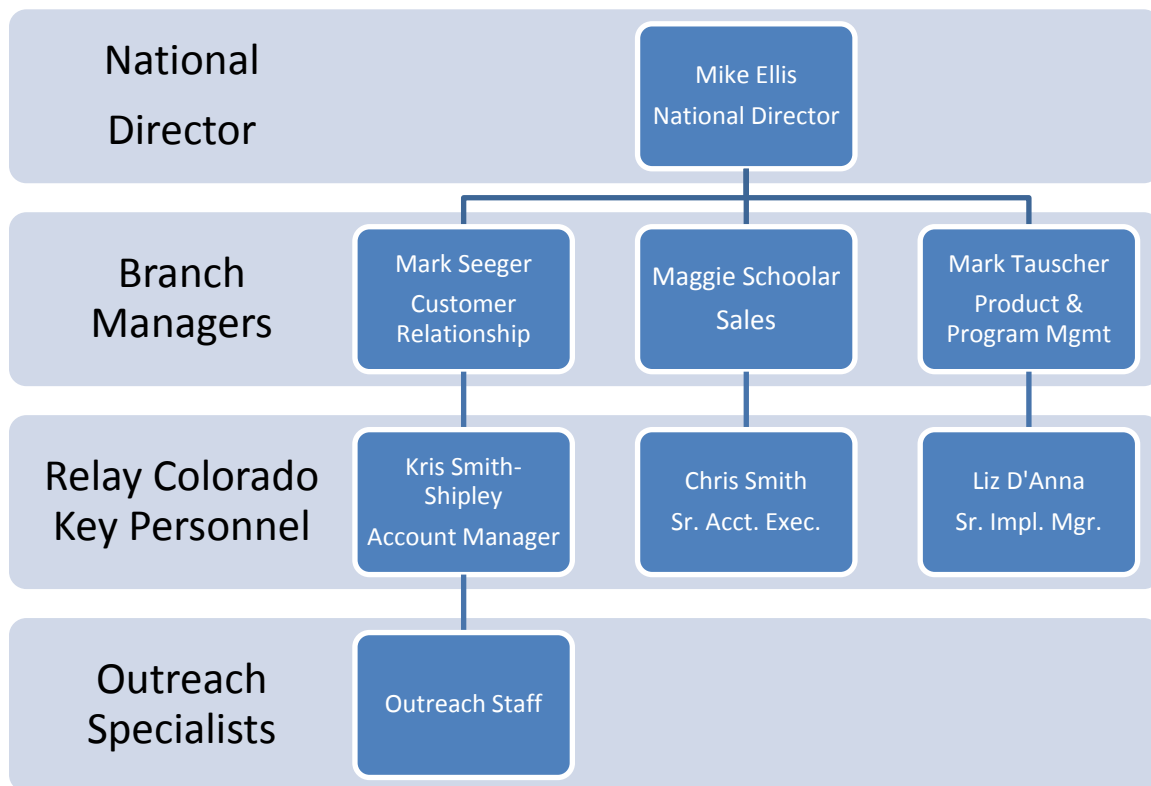 National
Director
Mike Ellis
National Director
Branch
Managers
Mark Seeger
Customer
Relationship
Maggie Schoolar
Sales
Mark Tauscher
Product &
Program Mgmt
Relay Colorado
Key Personnel
Kris Smith-
Shipley
Account Manager
Chris Smith
Sr. Acct. Exec.
Liz D'Anna
Sr. Impl. Mgr.
Outreach
Specialists
Outreach Staff